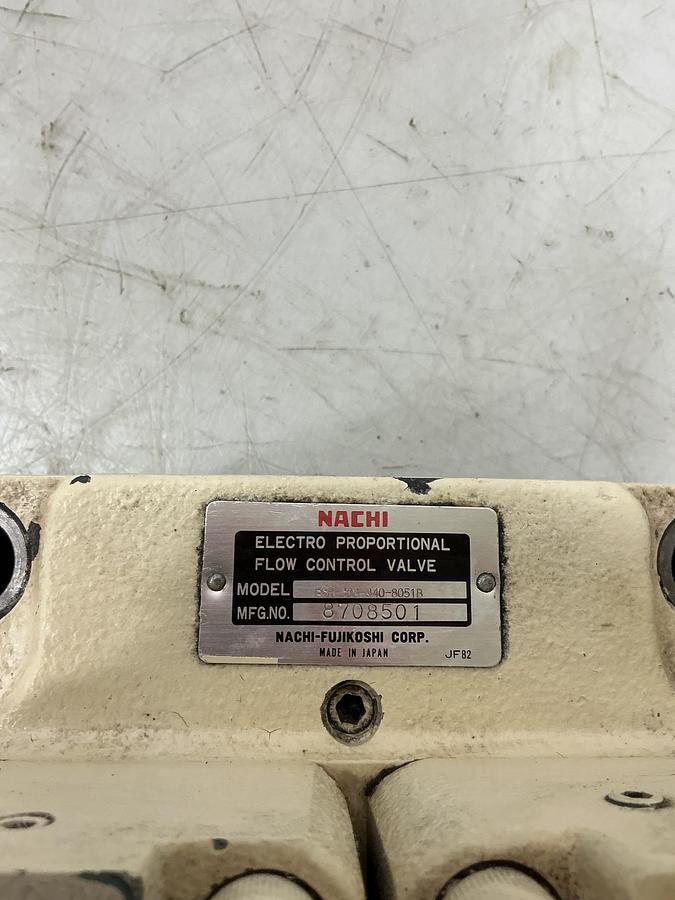 NACHI
ELECTRO PROPORTIONAL
FLOW CONTROL VALVE
MODEL
MFG.NO. 8708501
NACHI-FUJIKOSHI CORP.
MADE IN JAPAN JF82